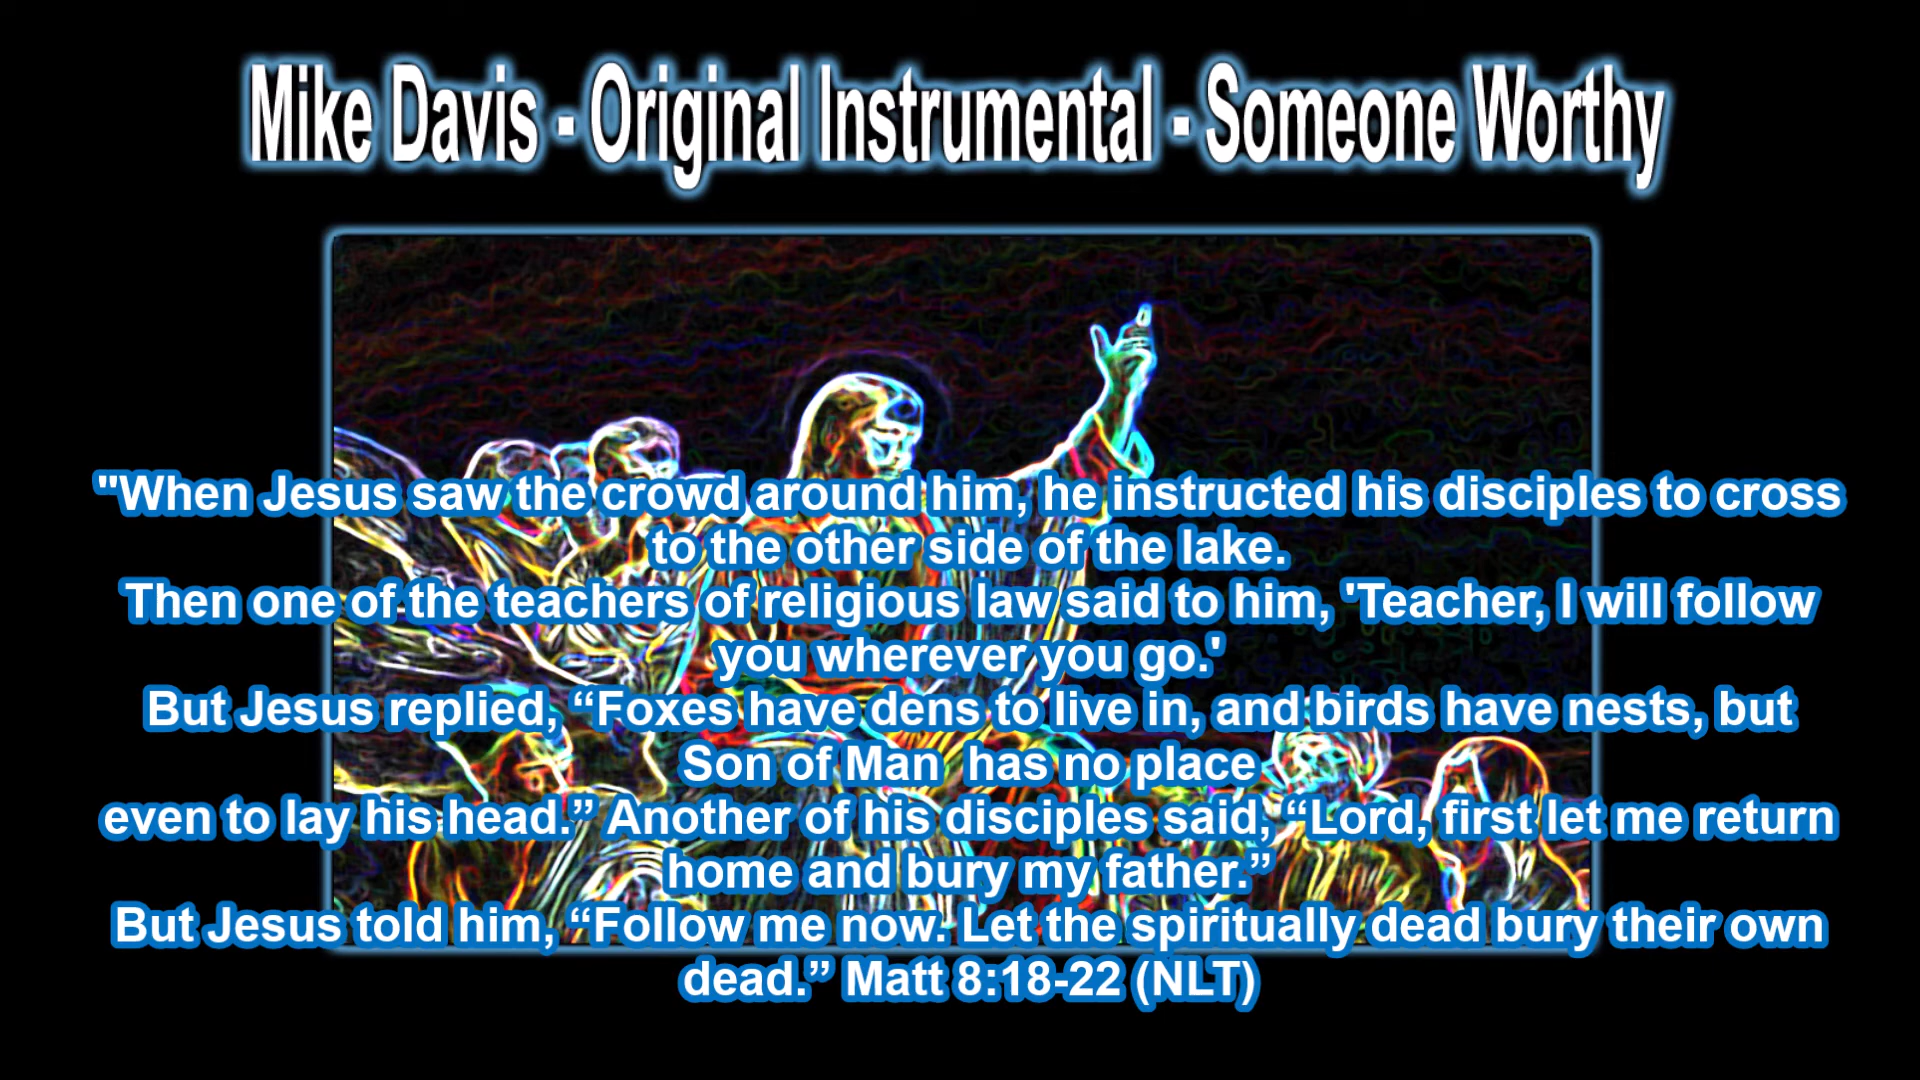 Mike Davis - Original Instrumental - Someone Worthy
"When Jesus saw the crowd around him, he instructed his disciples to cross
to the other side of the lake.
Then one of the teachers of religious law said to him, 'Teacher, I will follow
you wherever you go.'
But Jesus replied, “Foxes have dens to live in, and birds have nests, but
Son of Man  has no place
even to lay his head.” Another of his disciples said, “Lord, first let me return
home and bury my father.”
But Jesus told him, “Follow me now. Let the spiritually dead bury their own
dead.” Matt 8:18-22 (NLT)